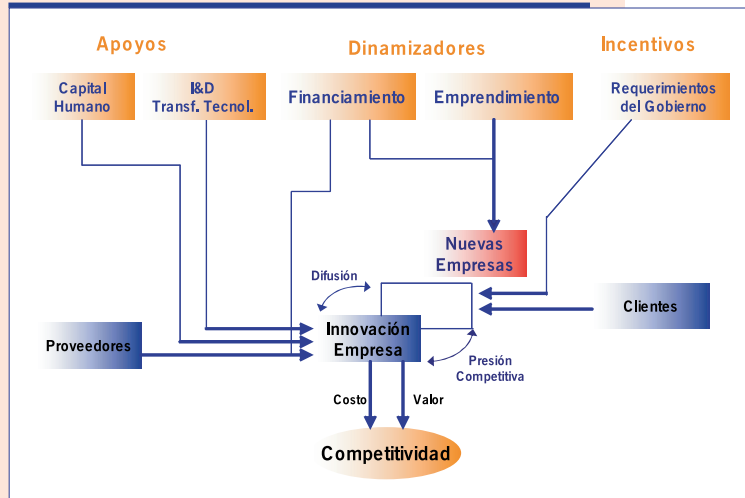 Apoyos
Dinamizadores
Incentivos
Capital
Humano
I&D
Transf. Tecnol.
Financiamiento
Emprendimiento
Requerimientos
del Gobierno
Nuevas
Empresas
Difusión
Clientes
Proveedores
Innovación
Empresa
Presión
Competitiva
Costo
Valor
Competitividad